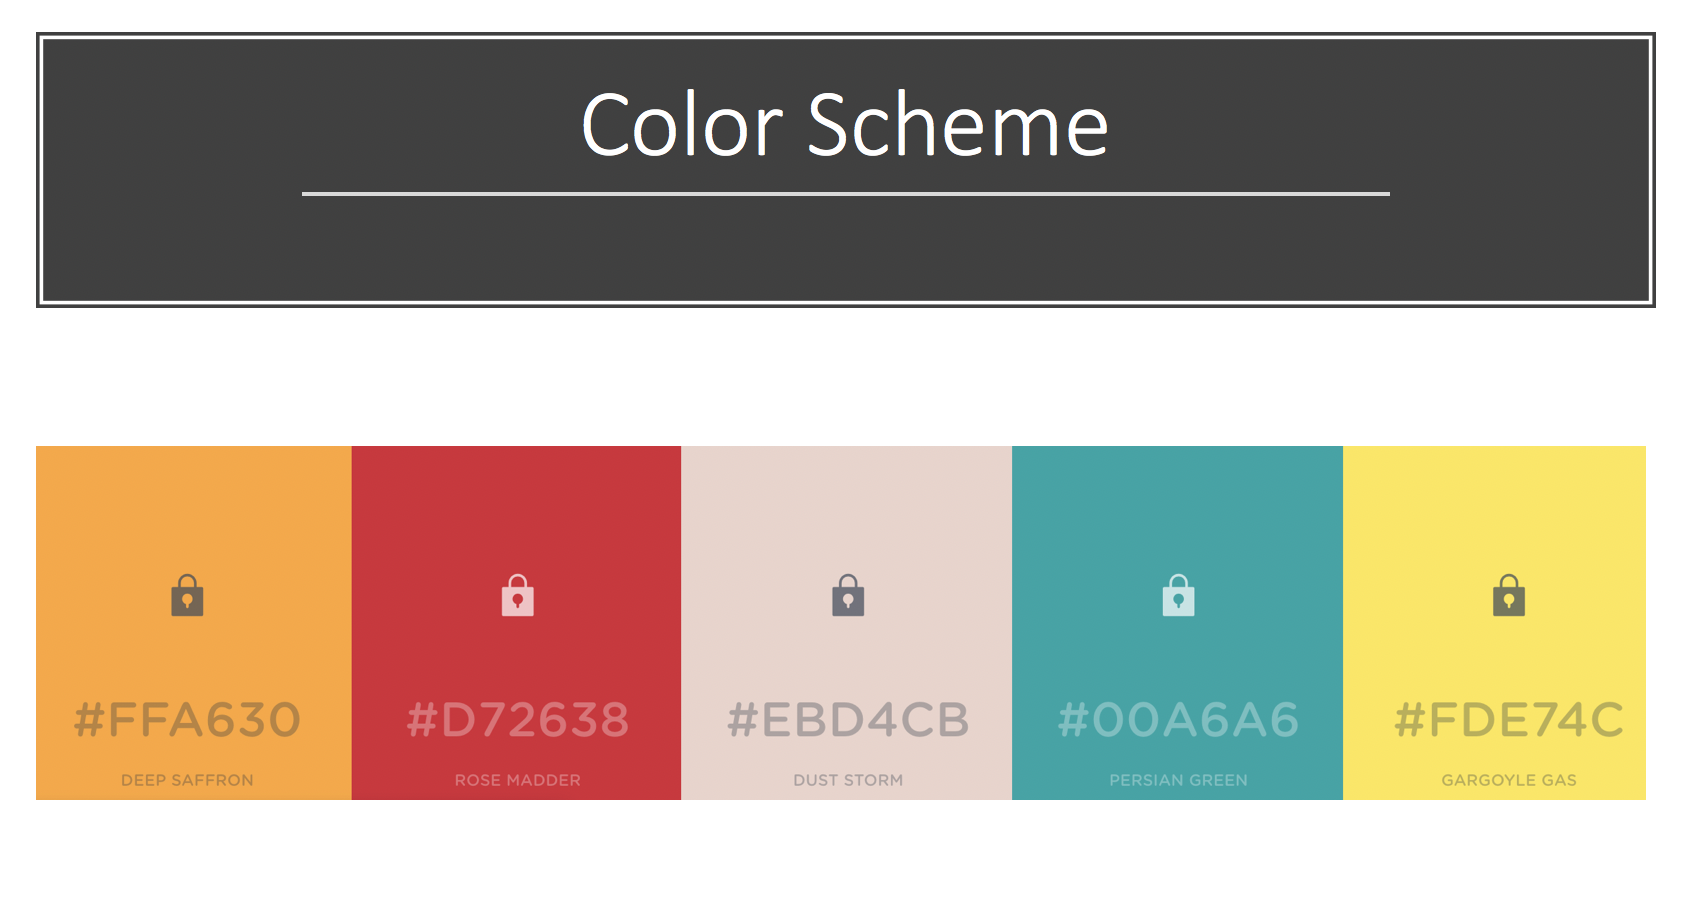 Color Scheme
#FFA630
DEEP SAFFRON
#D72638
ROSE MADDER
#EBD4CB
DUST STORM
#00A6A6
PERSIAN GREEN
#FDE74C
GARGOYLE GAS